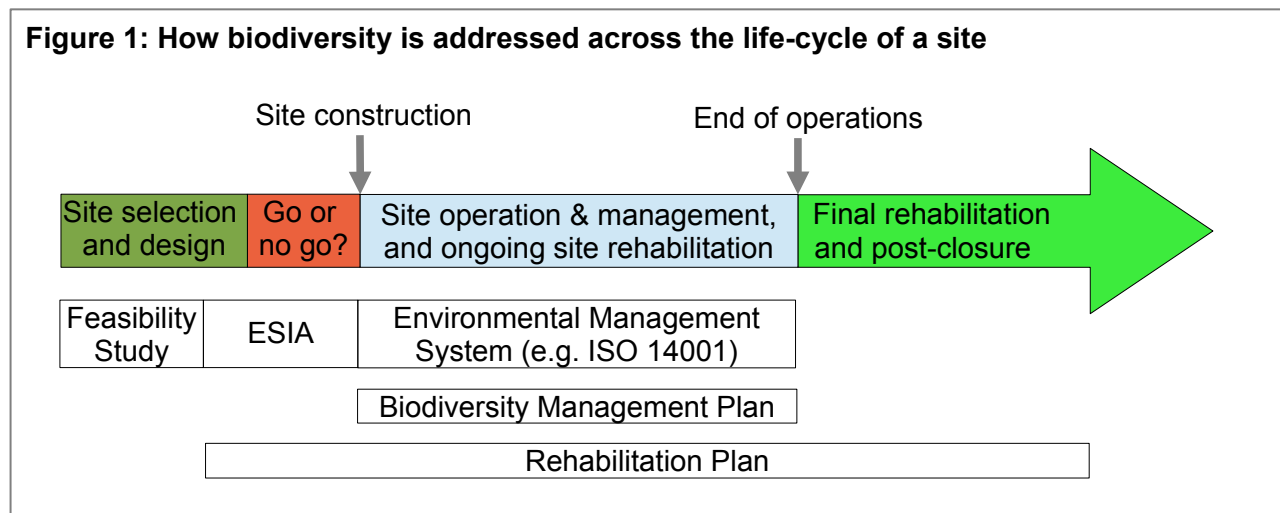 Figure 1: How biodiversity is addressed across the life-cycle of a site
Site construction
End of operations
Site selection
and design
Go or
no go?
Site operation & management,
and ongoing site rehabilitation
Final rehabilitation
and post-closure
Feasibility
Study
ESIA
Environmental Management
System (e.g. ISO 14001)
Biodiversity Management Plan
Rehabilitation Plan